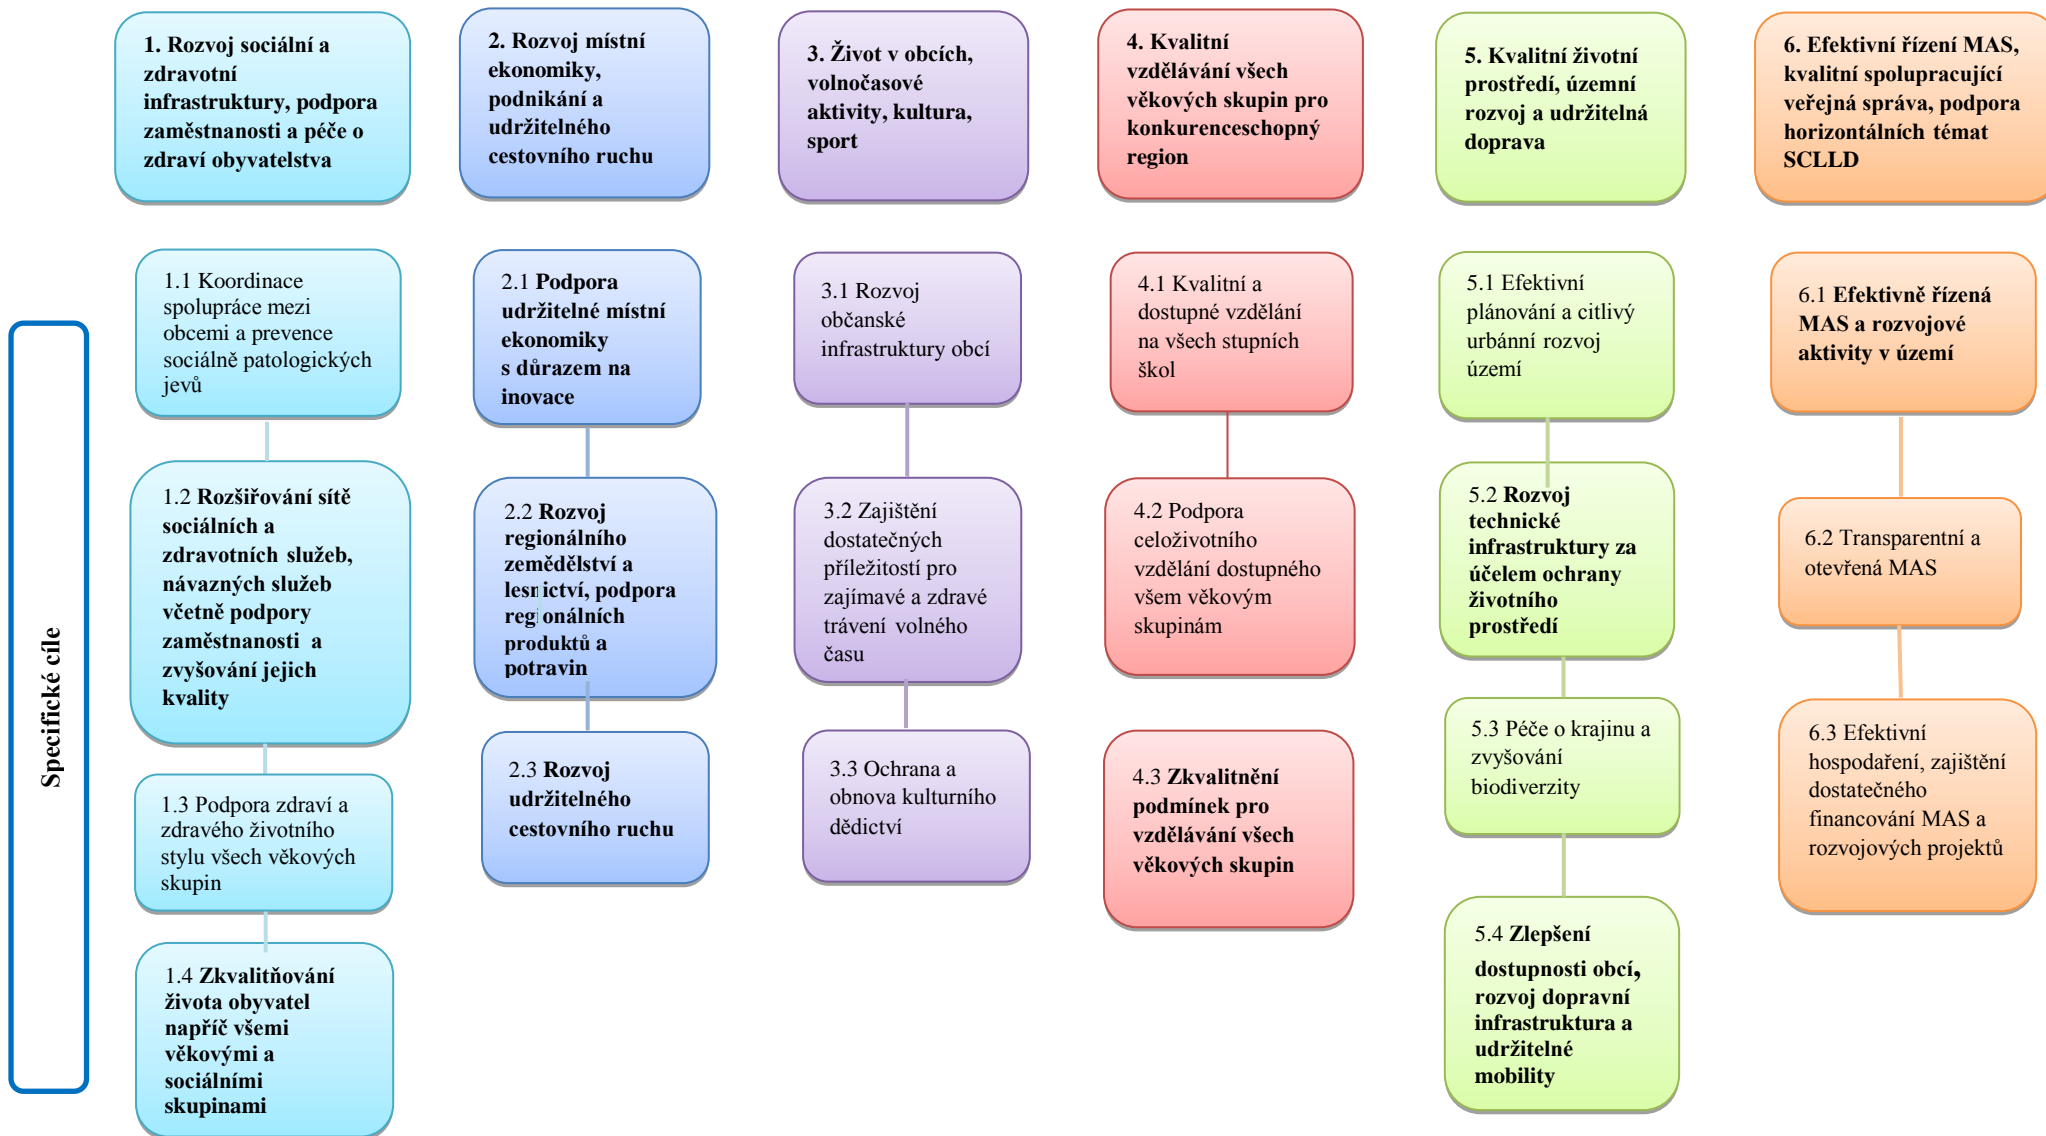 1. Rozvoj sociální a
zdravotní
infrastruktury, podpora
zaměstnanosti a péče o
zdraví obyvatelstva
2. Rozvoj místní
ekonomiky,
podnikání a
udržitelného
cestovního ruchu
3. Život v obcích,
volnočasové
aktivity, kultura,
sport
4. Kvalitní
vzdělávání všech
věkových skupin pro
konkurenceschopný
region
5. Kvalitní životní
prostředí, územní
rozvoj a udržitelná
doprava
6. Efektivní řízení MAS,
kvalitní spolupracující
veřejná správa, podpora
horizontálních témat
SCLLD
Specifické cíle
1.1 Koordinace
spolupráce mezi
obcemi a prevence
sociálně patologických
jevů
1.2 Rozšiřování sítě
sociálních a
zdravotních služeb,
návazných služeb
včetně podpory
zaměstnanosti a
zvyšování jejich
kvality
1.3 Podpora zdraví a
zdravého životního
stylu všech věkových
skupin
1.4 Zkvalitňování
života obyvatel
napříč všemi
věkovými a
sociálními
skupinami
2.1 Podpora
udržitelné místní
ekonomiky
s důrazem na
inovace
2.2 Rozvoj
regionálního
zemědělství a
lesnictví, podpora
regionálních
produktů a
potravin
2.3 Rozvoj
udržitelného
cestovního ruchu
3.1 Rozvoj
občanské
infrastruktury obcí
3.2 Zajištění
dostatečných
příležitostí pro
zajímavé a zdravé
trávení volného
času
3.3 Ochrana a
obnova kulturního
dědictví
4.1 Kvalitní a
dostupné vzdělání
na všech stupních
škol
4.2 Podpora
celoživotního
vzdělání dostupného
všem věkovým
skupinám
4.3 Zkvalitnění
podmínek pro
vzdělávání všech
věkových skupin
5.1 Efektivní
plánování a citlivý
urbánní rozvoj
území
5.2 Rozvoj
technické
infrastruktury za
účelem ochrany
životního
prostředí
5.3 Péče o krajinu a
zvyšování
biodiverzity
5.4 Zlepšení
dostupnosti obcí,
rozvoj dopravní
infrastruktura a
udržitelné
mobility
6.1 Efektivně řízená
MAS a rozvojové
aktivity v území
6.2 Transparentní a
otevřená MAS
6.3 Efektivní
hospodaření, zajištění
dostatečného
financování MAS a
rozvojových projektů